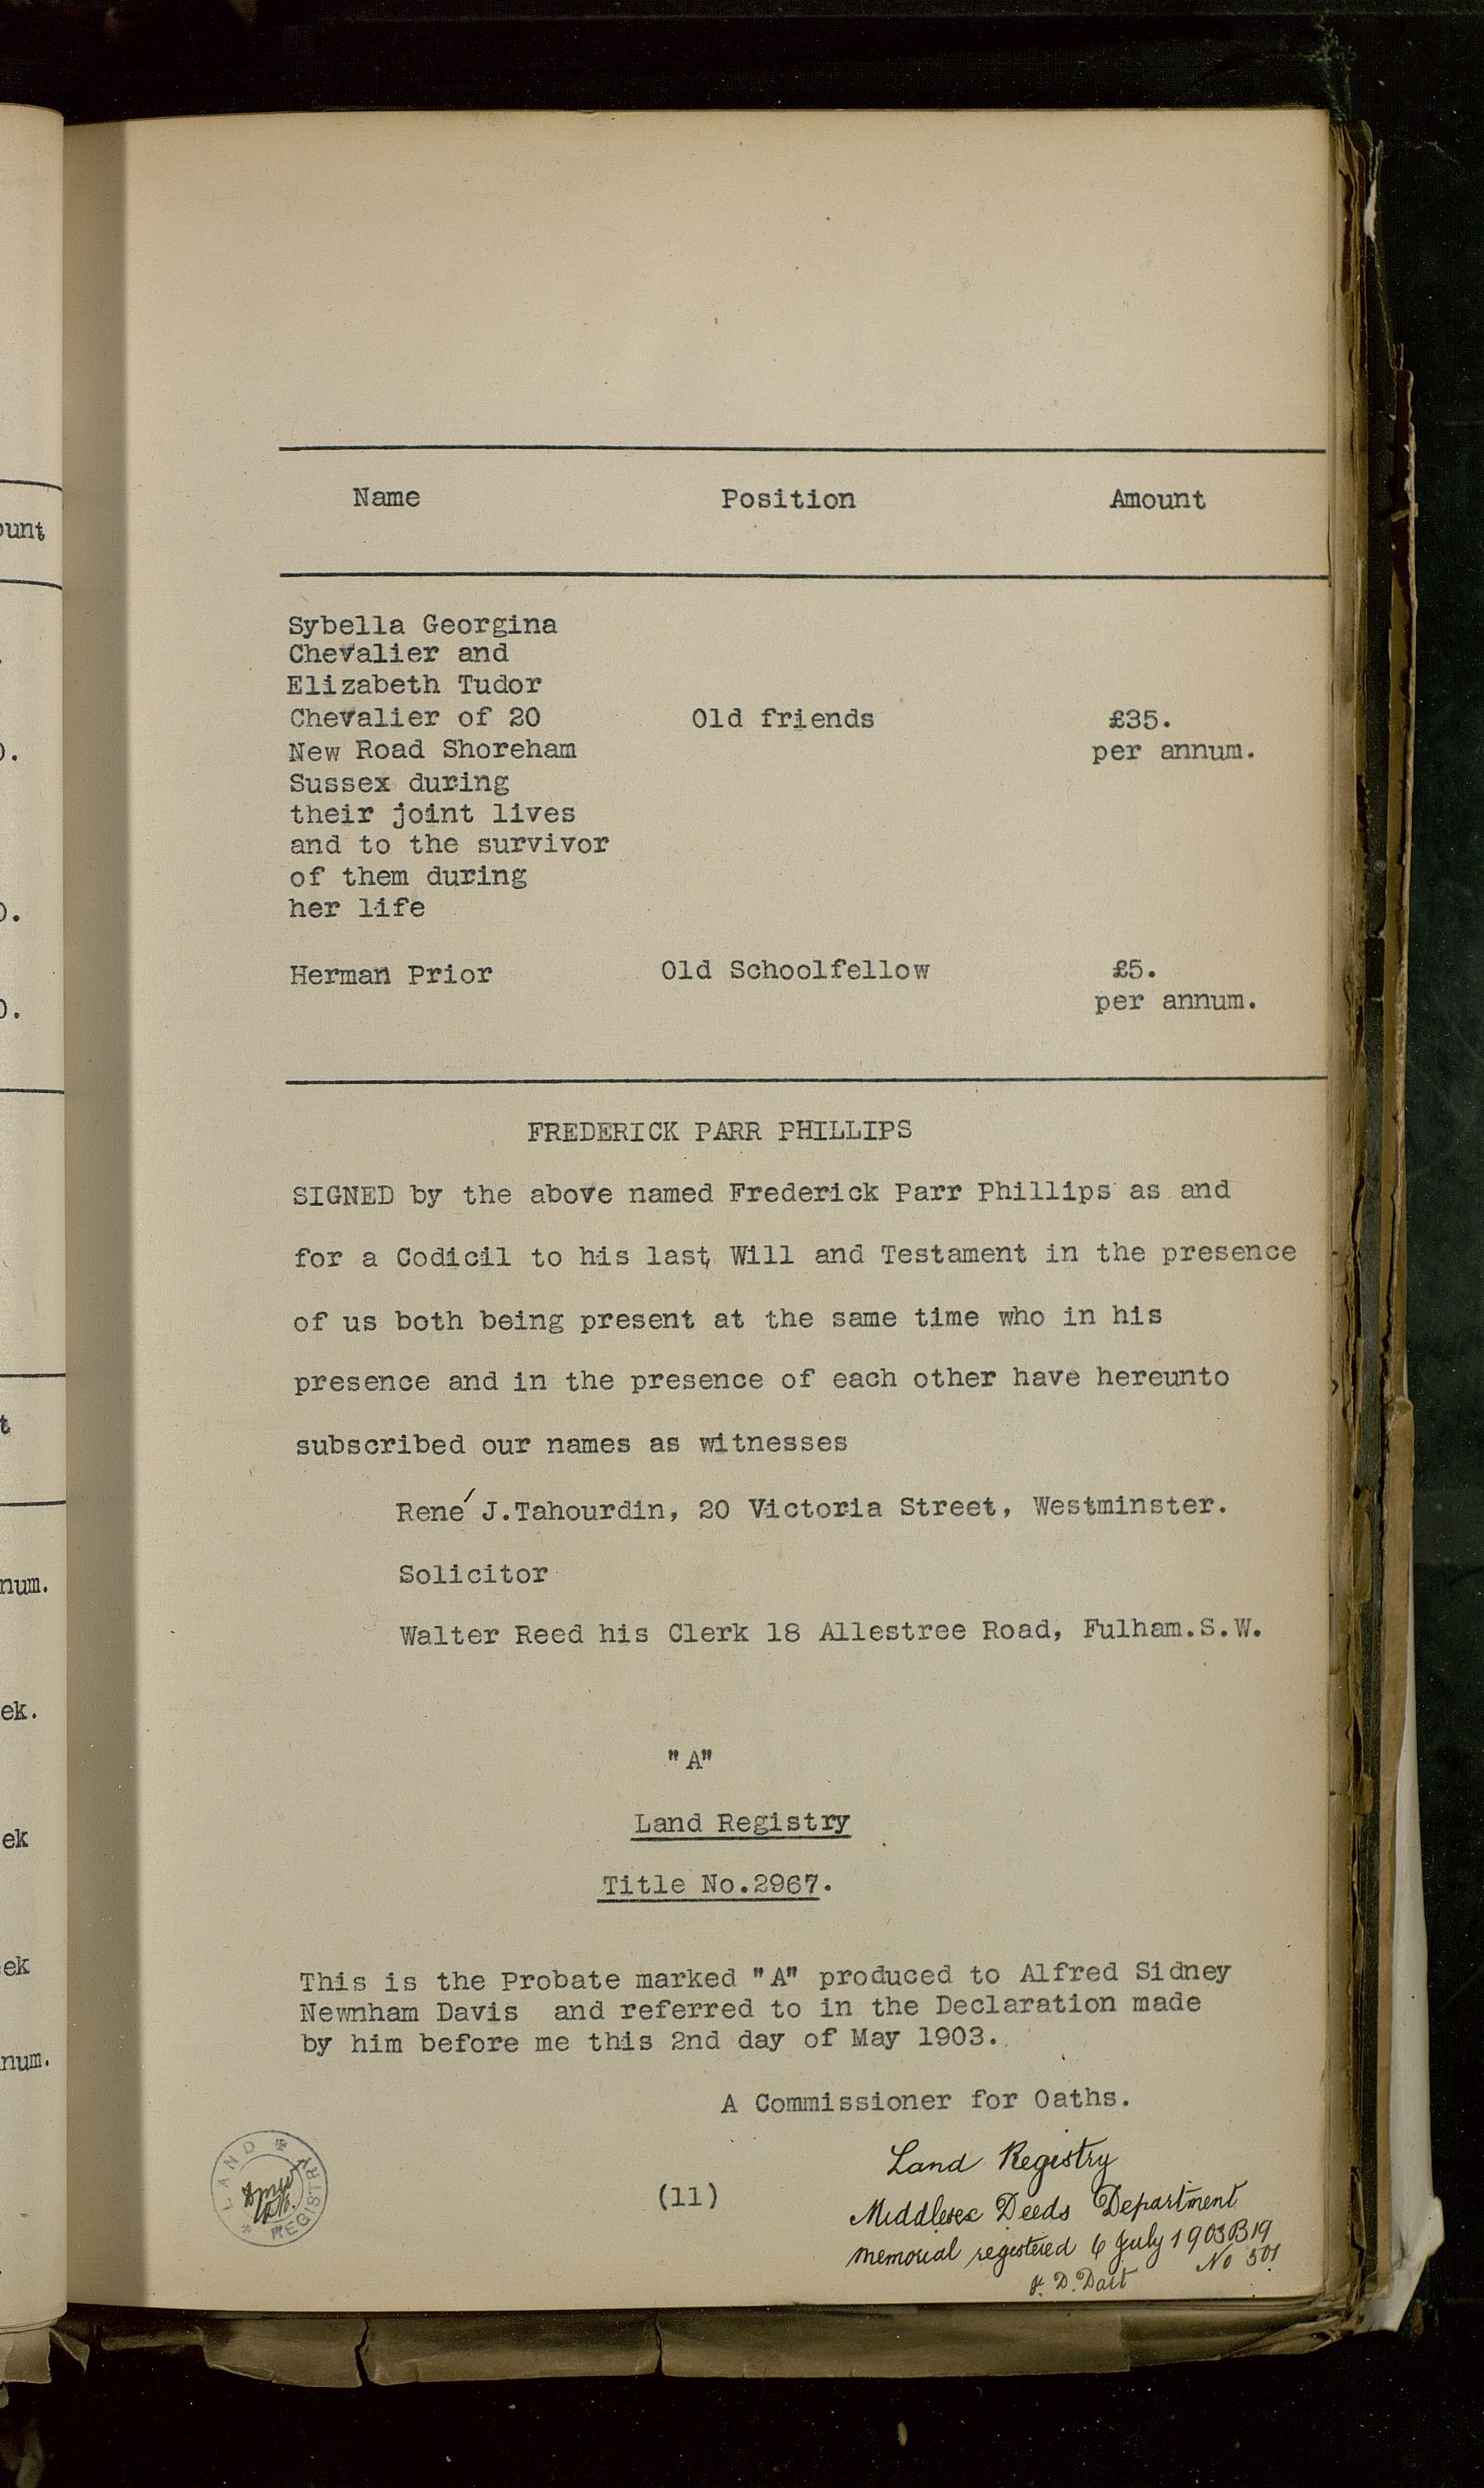 Name Position Amount
Sybella Georgina
Chevalier and
Elizabeth Tudor
Chevalier of 20 Old friends £35.
New Road Shoreham per annum.
Sussex during
their joint lives
and to the survivor
of them during
her life
Herman Prior Old Schoolfellow £5.
per annum.
FREDERICK PARR PHILLIPS
SIGNED by the above named Frederick Parr Phillips as and
for a Codicil to his last, Will and Testament in the presence
of us both being present at the same time who in his
presence and in the presence of each other have hereunto
subscribed our names as witnesses
René J.Tahourdin, 20 Victoria Street, Westminster.
Solicitor
Walter Reed his Clerk 18 Allestree Road, Fulham.S.W.
"A"
Land Registry
Title No.2967.
This is the Probate marked "A" produced to Alfred Sidney
Newnham Davis and referred to in the Declaration made
by him before me this 2nd day of May 1903.
A Commissioner for Oaths.
LAND REGISTRY
(11)
Land Registry
Middlesex Deeds Department
memorial registered 6 July 1903 B19
No 501
D. Dart
ount
num.
ek.
ek
ek
num.